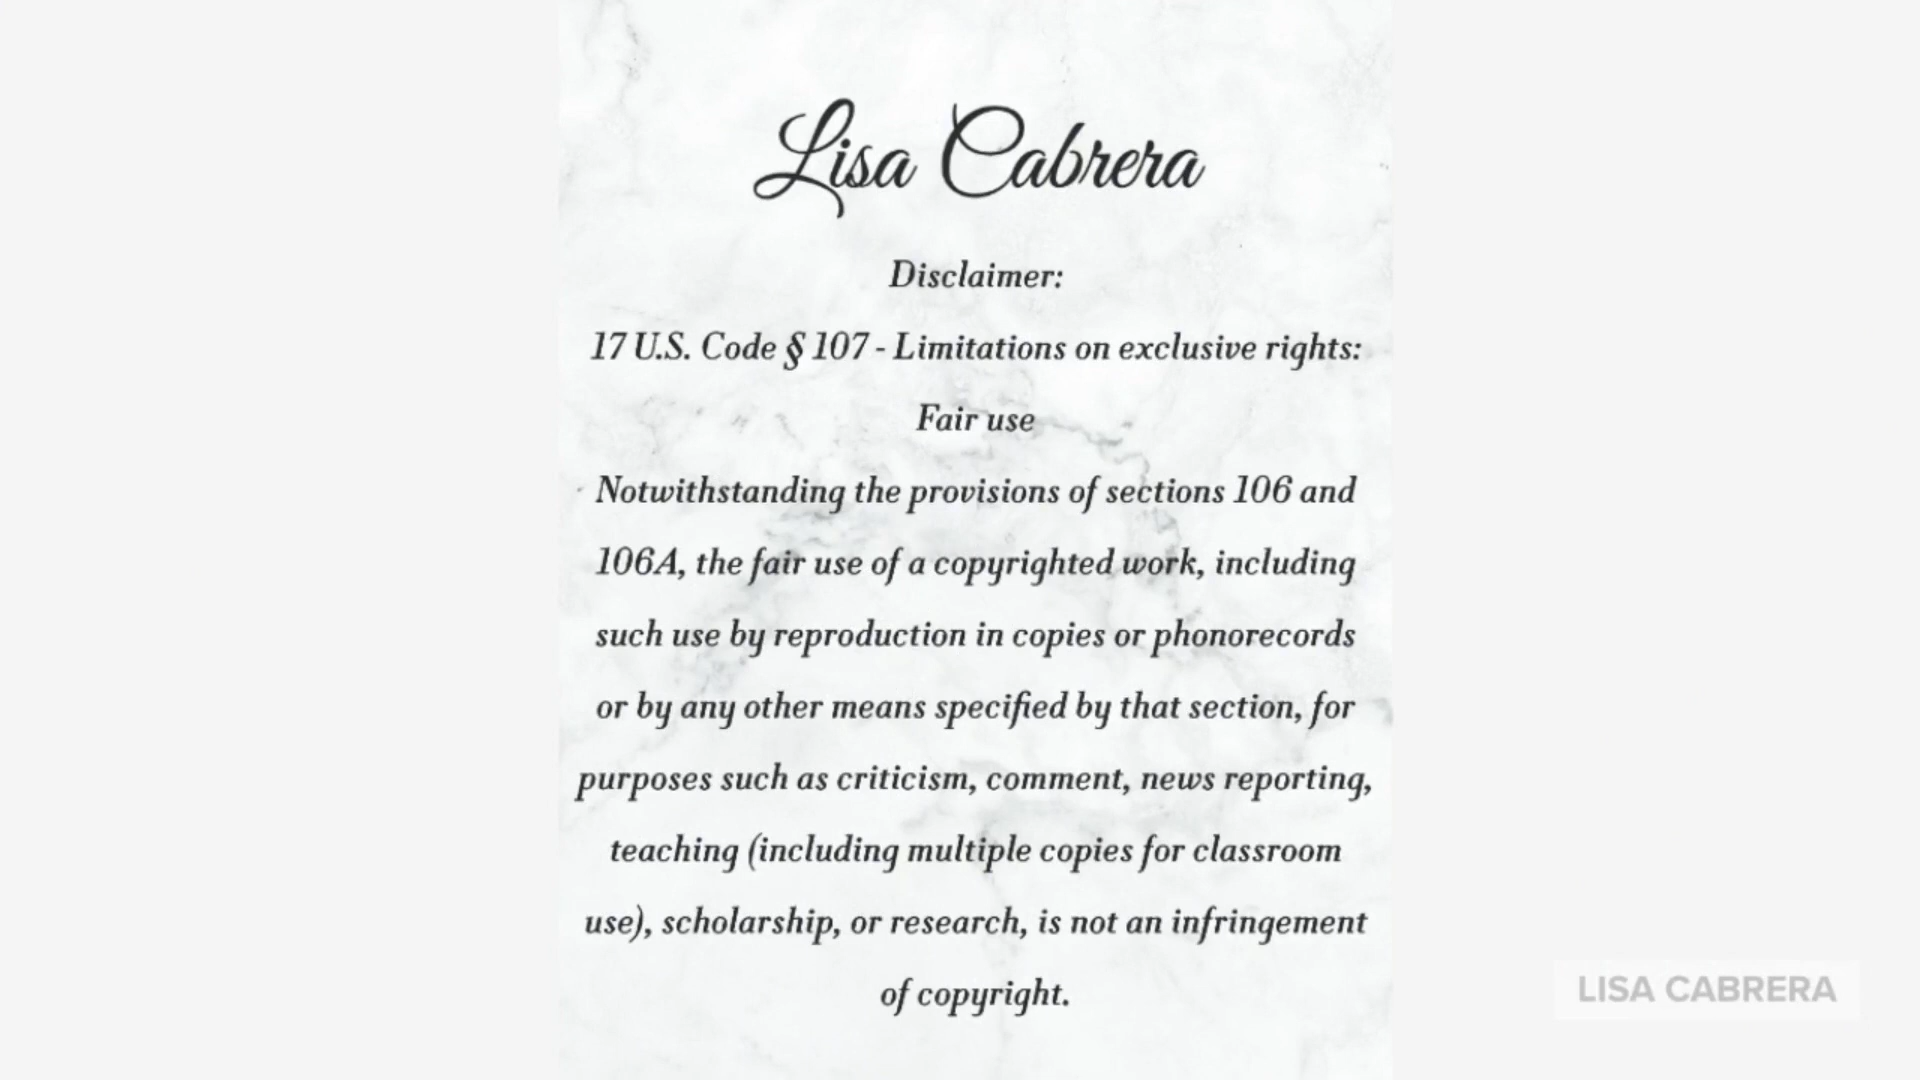 Lisa Cabrera
Disclaimer:
17 U.S. Code § 107 - Limitations on exclusive rights:
Fair use
Notwithstanding the provisions of sections 106 and
106A, the fair use of a copyrighted work, including
such use by reproduction in copies or phonorecords
or by any other means specified by that section, for
purposes such as criticism, comment, news reporting,
teaching (including multiple copies for classroom
use), scholarship, or research, is not an infringement
of copyright.
LISA CABRERA